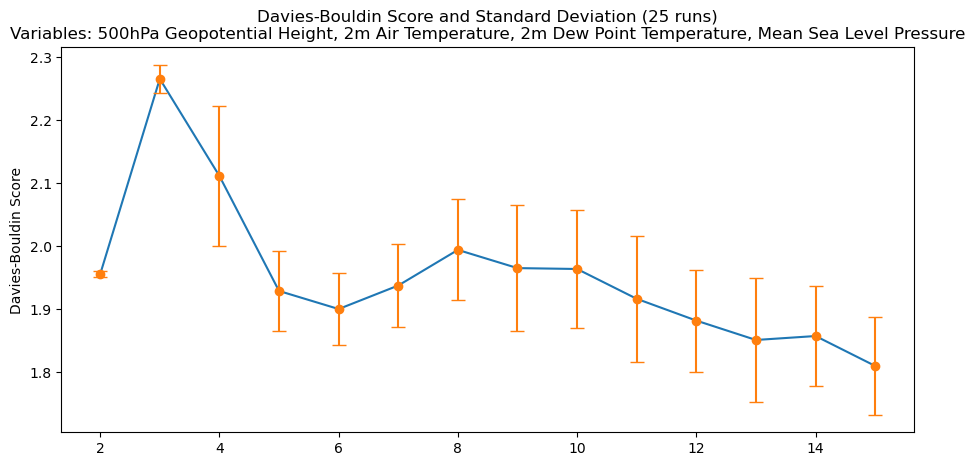 Davies-Bouldin Score and Standard Deviation (25 runs)
Variables: 500hPa Geopotential Height, 2m Air Temperature, 2m Dew Point Temperature, Mean Sea Level Pressure
Davies-Bouldin Score
2.3
2.2
2.1
2.0
1.9
1.8
2 4 6 8 10 12 14